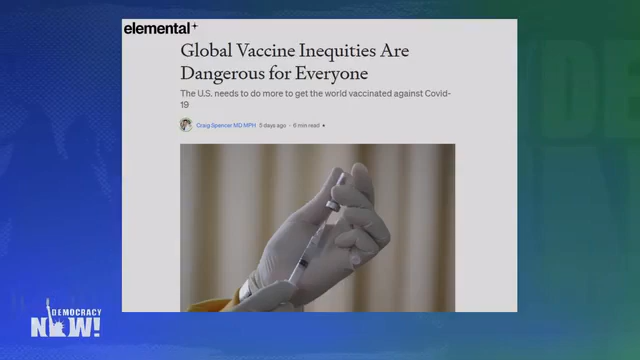 elemental+
Global Vaccine Inequities Are
Dangerous for Everyone
The U.S. needs to do more to get the world vaccinated against Covid-
19
Craig Spencer MD MPH 5 days ago · 6 min read
DEMOCRACY
NOW!